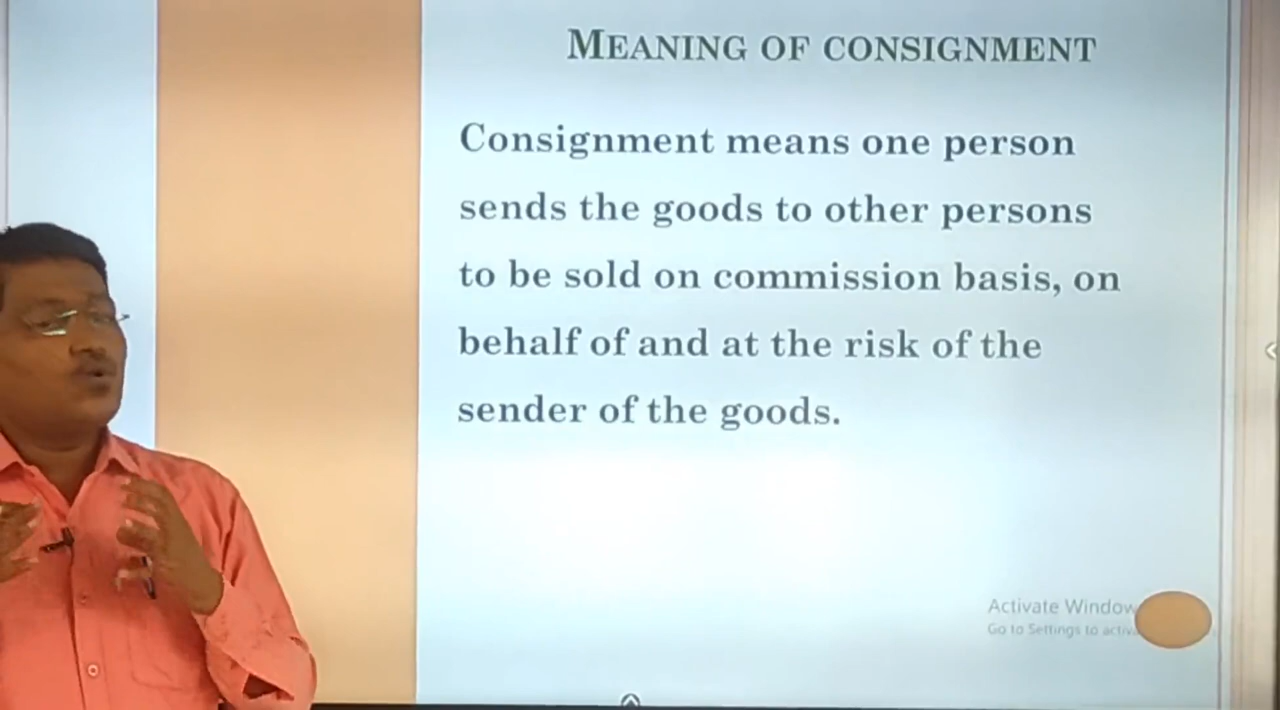 MEANING OF CONSIGNMENT
Consignment means one person
sends the goods to other persons
to be sold on commission basis, on
behalf of and at the risk of the
sender of the goods.
Activate Window
Go to Settings to activ